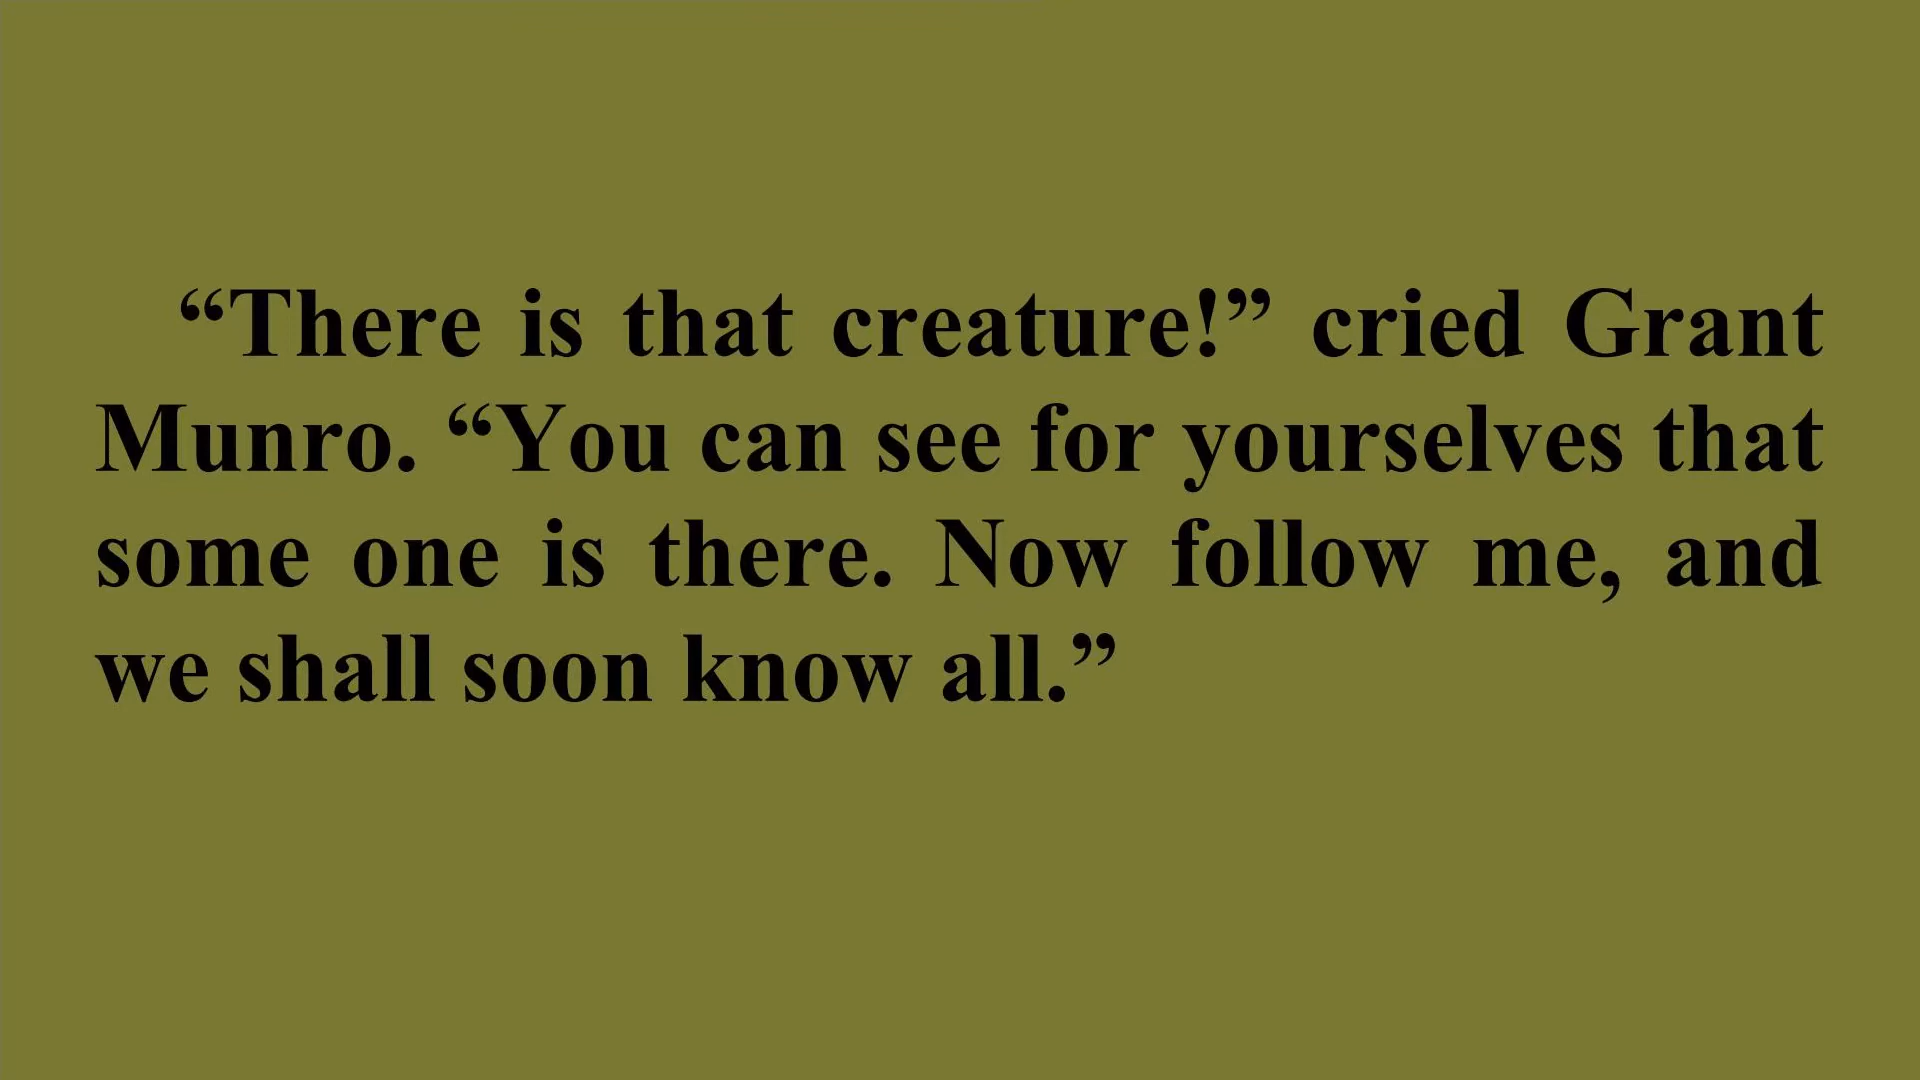 “There is that creature!” cried Grant
Munro. “You can see for yourselves that
some one is there. Now follow me, and
we shall soon know all.”